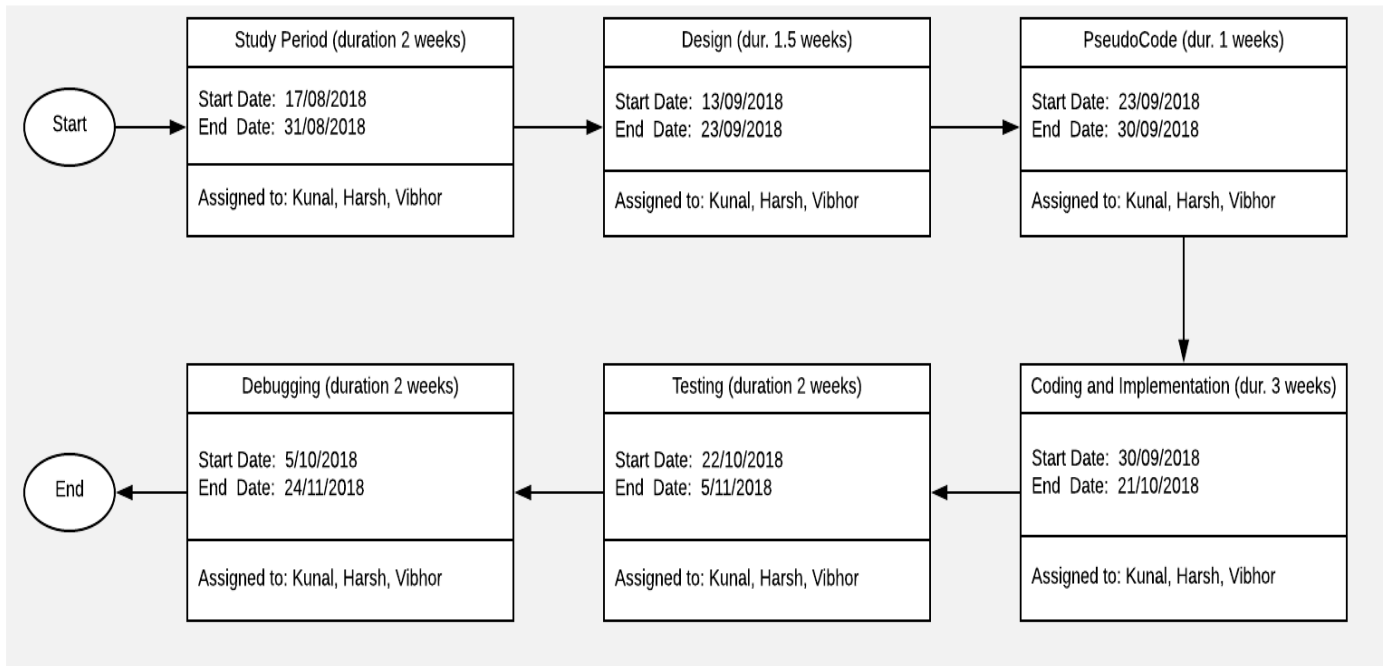 Start
Study Period (duration 2 weeks)
Start Date: 17/08/2018
End Date: 31/08/2018
Assigned to: Kunal, Harsh, Vibhor
Design (dur. 1.5 weeks)
Start Date: 13/09/2018
End Date: 23/09/2018
Assigned to: Kunal, Harsh, Vibhor
PseudoCode (dur. 1 weeks)
Start Date: 23/09/2018
End Date: 30/09/2018
Assigned to: Kunal, Harsh, Vibhor
Coding and Implementation (dur. 3 weeks)
Start Date: 30/09/2018
End Date: 21/10/2018
Assigned to: Kunal, Harsh, Vibhor
Testing (duration 2 weeks)
Start Date: 22/10/2018
End Date: 5/11/2018
Assigned to: Kunal, Harsh, Vibhor
Debugging (duration 2 weeks)
Start Date: 5/10/2018
End Date: 24/11/2018
Assigned to: Kunal, Harsh, Vibhor
End